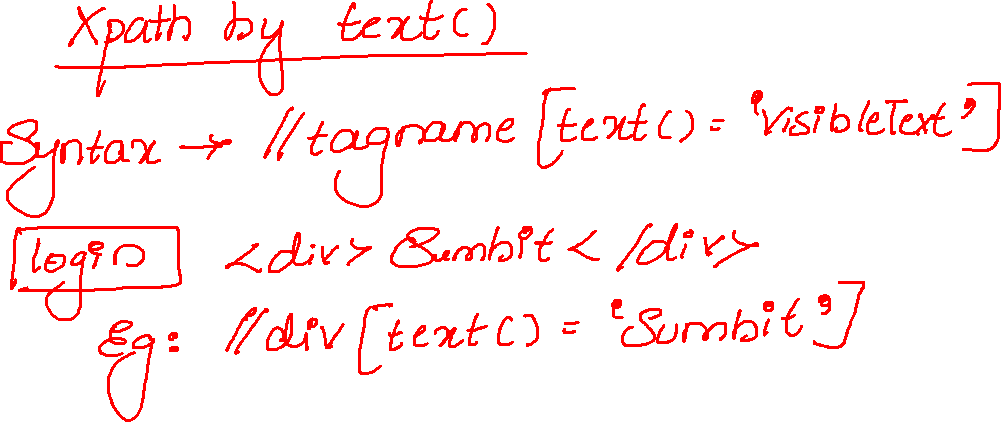 Xpath by text()
Syntax → //tagname[text() = 'VisibleText']
login <div> Sumbit < /div>
Eg: //div[text() = 'Sumbit']